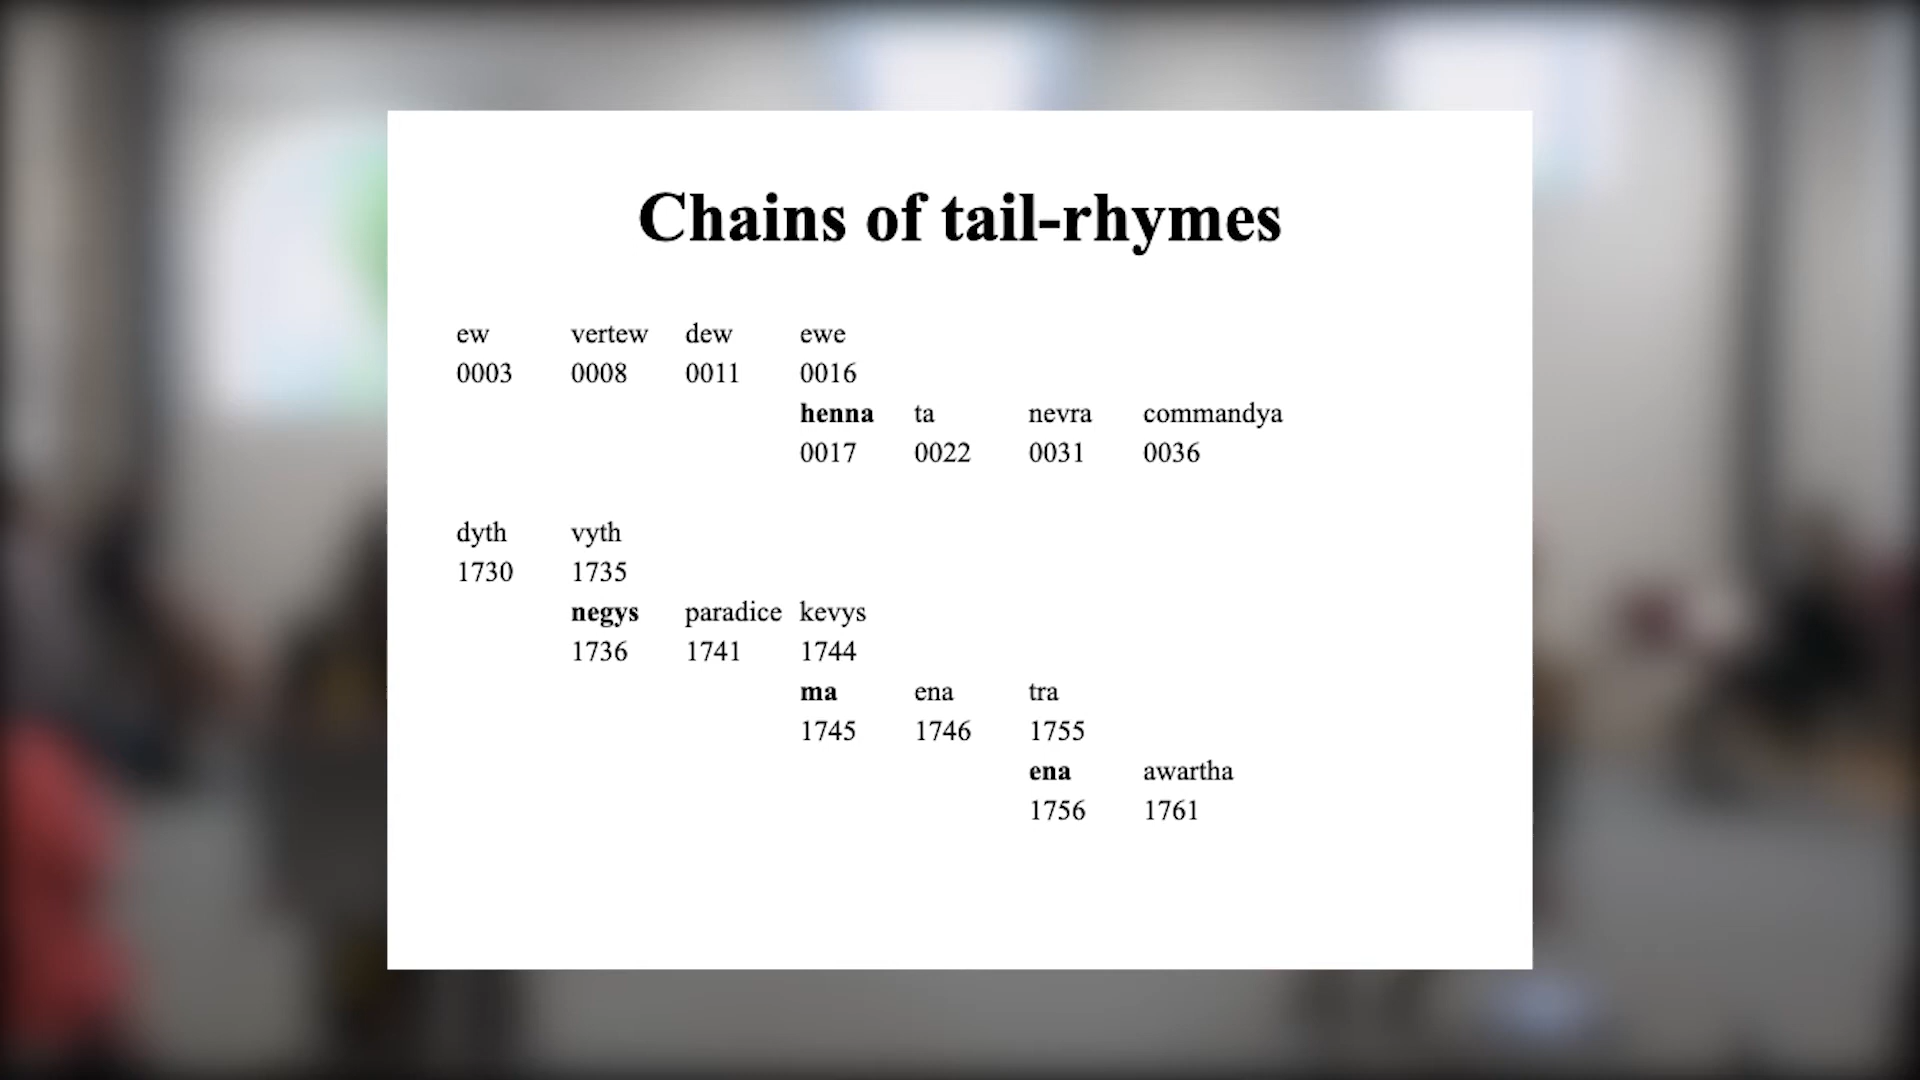 Chains of tail-rhymes
ew vertew dew ewe
0003 0008 0011 0016
henna ta nevra commandya
0017 0022 0031 0036
dyth vyth
1730 1735
negys paradice kevys
1736 1741 1744
ma ena tra
1745 1746 1755
ena awartha
1756 1761